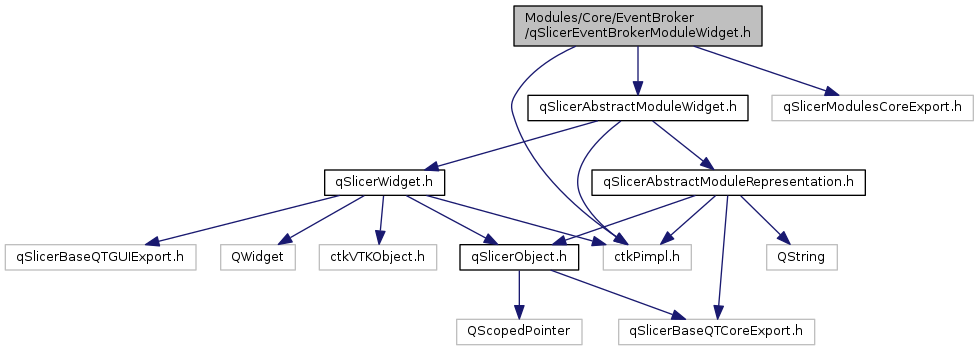 Modules/Core/EventBroker
/qSlicerEventBrokerModuleWidget.h
qSlicerAbstractModuleWidget.h
qSlicerModulesCoreExport.h
qSlicerWidget.h
qSlicerAbstractModuleRepresentation.h
qSlicerBaseQTGUIExport.h
QWidget
ctkVTKObject.h
qSlicerObject.h
ctkPimpl.h
QString
QScopedPointer
qSlicerBaseQTCoreExport.h